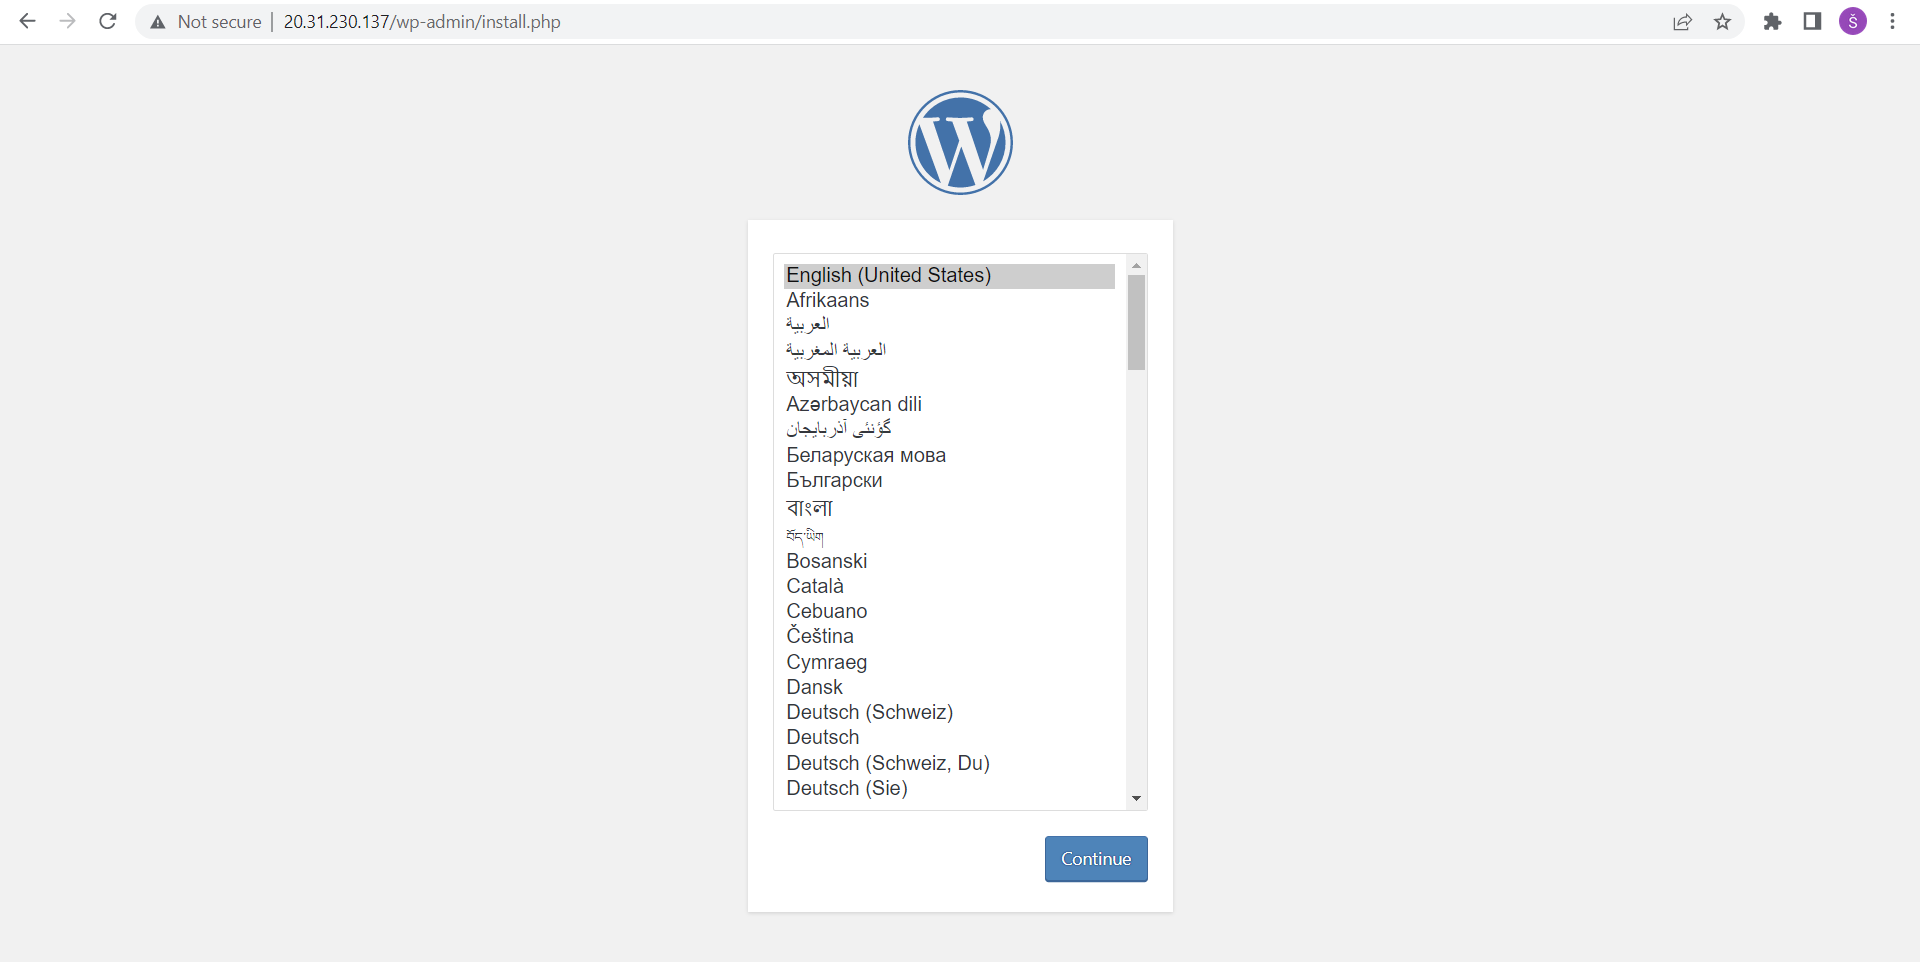 Not secure | 20.31.230.137/wp-admin/install.php
Š
English (United States)
Afrikaans
العربية
العربية المغربية
অসমীয়া
Azərbaycan dili
گؤنئی آذربایجان
Беларуская мова
Български
বাংলা
བོད་ཡིག
Bosanski
Català
Cebuano
Čeština
Cymraeg
Dansk
Deutsch (Schweiz)
Deutsch
Deutsch (Schweiz, Du)
Deutsch (Sie)
Continue